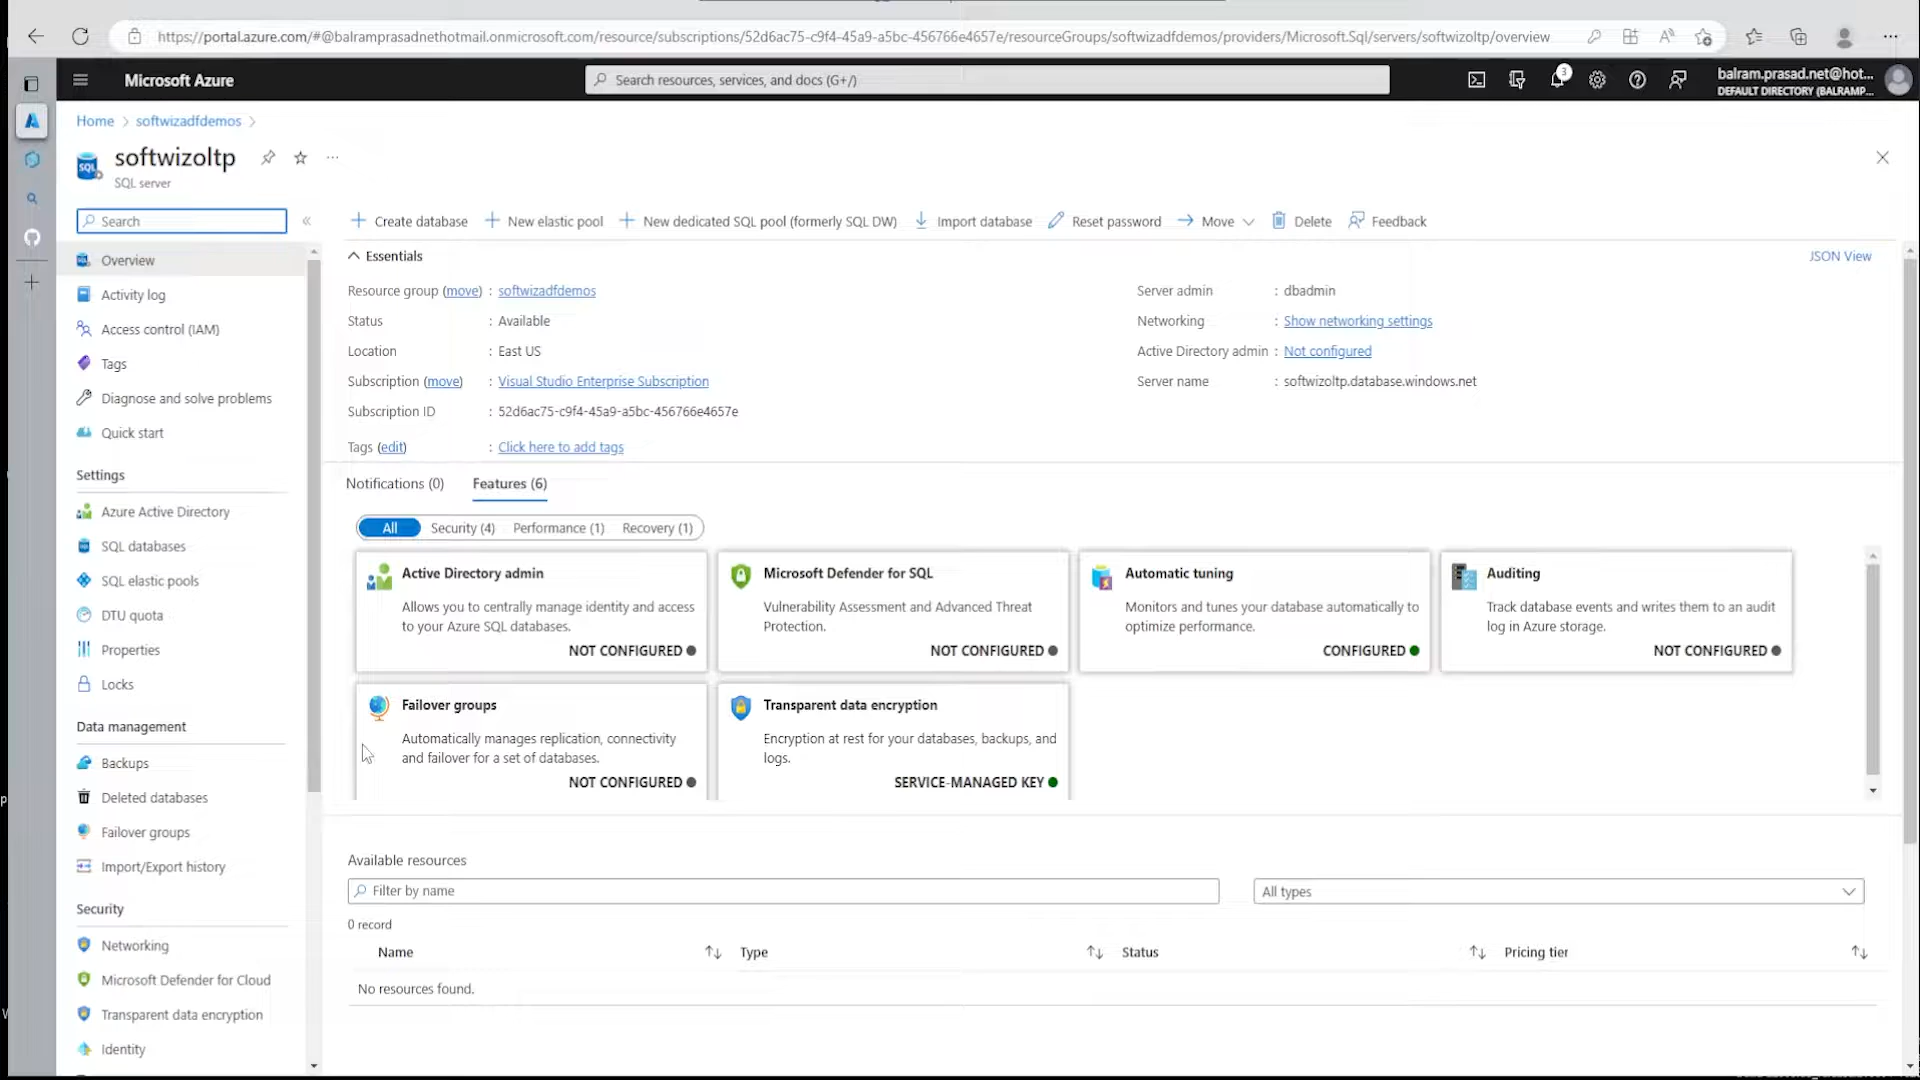 https://portal.azure.com/#@balramprasadnethotmail.onmicrosoft.com/resource/subscriptions/52d6ac75-c9f4-45a9-a5bc-456766e4657e/resourceGroups/softwizadfdemos/providers/Microsoft.Sql/servers/softwizoltp/overview
Microsoft Azure
Search resources, services, and docs (G+/)
3
balram.prasad.net@hot...
DEFAULT DIRECTORY (BALRAMP...
Home > softwizadfdemos >
softwizoltp
SQL server
Search
Create database
New elastic pool
New dedicated SQL pool (formerly SQL DW)
Import database
Reset password
Move
Delete
Feedback
Overview
Activity log
Access control (IAM)
Tags
Diagnose and solve problems
Quick start
Settings
Azure Active Directory
SQL databases
SQL elastic pools
DTU quota
Properties
Locks
Data management
Backups
Deleted databases
Failover groups
Import/Export history
Security
Networking
Microsoft Defender for Cloud
Transparent data encryption
Identity
Essentials
JSON View
Resource group (move) : softwizadfdemos
Status : Available
Location : East US
Subscription (move) : Visual Studio Enterprise Subscription
Subscription ID : 52d6ac75-c9f4-45a9-a5bc-456766e4657e
Tags (edit) : Click here to add tags
Server admin : dbadmin
Networking : Show networking settings
Active Directory admin : Not configured
Server name : softwizoltp.database.windows.net
Notifications (0)
Features (6)
All
Security (4)
Performance (1)
Recovery (1)
Active Directory admin
Allows you to centrally manage identity and access
to your Azure SQL databases.
NOT CONFIGURED
Microsoft Defender for SQL
Vulnerability Assessment and Advanced Threat
Protection.
NOT CONFIGURED
Automatic tuning
Monitors and tunes your database automatically to
optimize performance.
CONFIGURED
Auditing
Track database events and writes them to an audit
log in Azure storage.
NOT CONFIGURED
Failover groups
Automatically manages replication, connectivity
and failover for a set of databases.
NOT CONFIGURED
Transparent data encryption
Encryption at rest for your databases, backups, and
logs.
SERVICE-MANAGED KEY
Available resources
Filter by name
All types
0 record
Name
Type
Status
Pricing tier
No resources found.